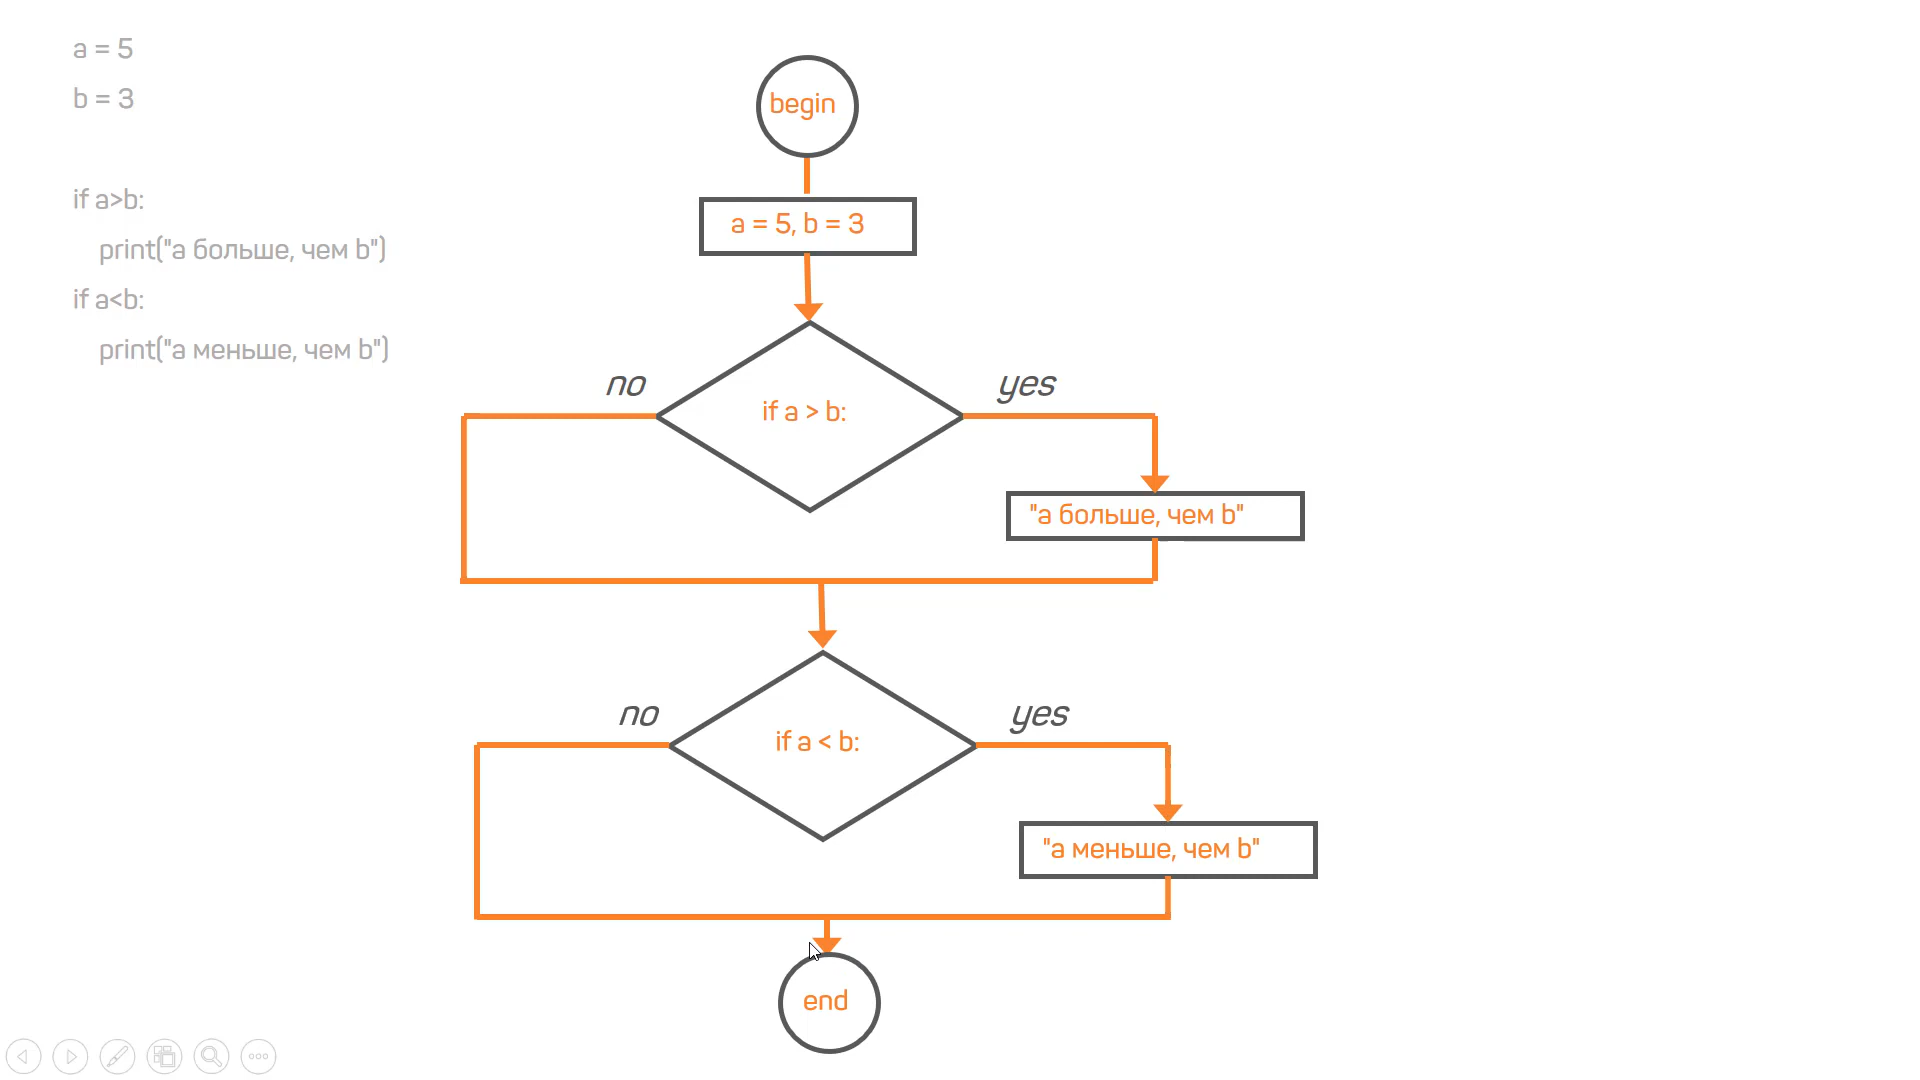 a = 5
b = 3
if a>b:
print("а больше, чем b")
if a<b:
print("а меньше, чем b")
begin
a = 5, b = 3
no
yes
if a > b:
"а больше, чем b"
no
yes
if a < b:
"а меньше, чем b"
end